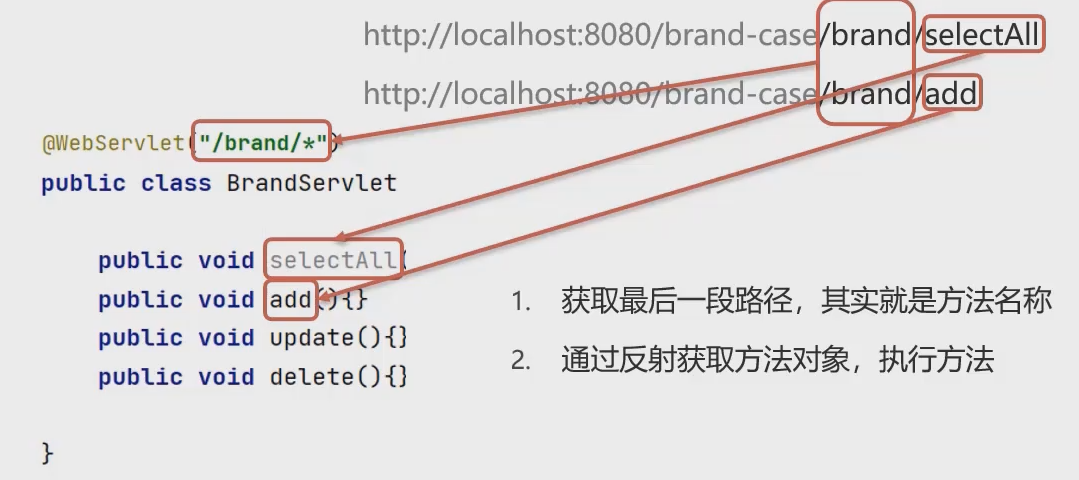 http://localhost:8080/brand-case/brand/selectAll
http://localhost:8080/brand-case/brand/add
@WebServlet("/brand/*")
public class BrandServlet
public void selectAll(
public void add(){}
public void update(){}
public void delete(){}
}
1. 获取最后一段路径，其实就是方法名称
2. 通过反射获取方法对象，执行方法